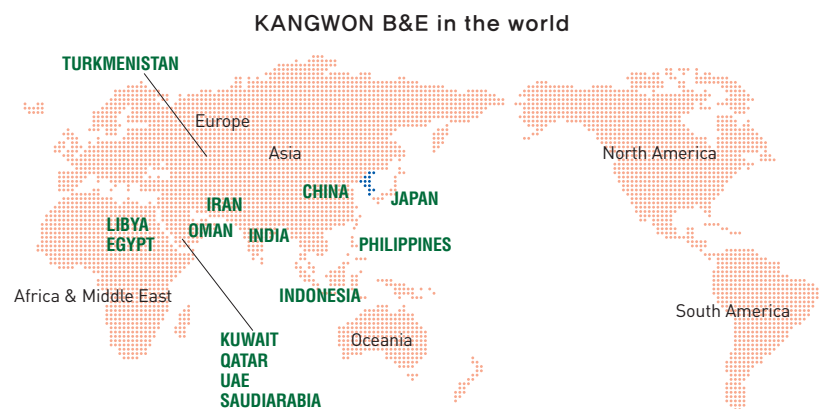 KANGWON B&E in the world
TURKMENISTAN
Europe
Asia
North America
CHINA
JAPAN
IRAN
LIBYA
EGYPT
OMAN
INDIA
PHILIPPINES
Africa & Middle East
INDONESIA
South America
Oceania
KUWAIT
QATAR
UAE
SAUDIARABIA